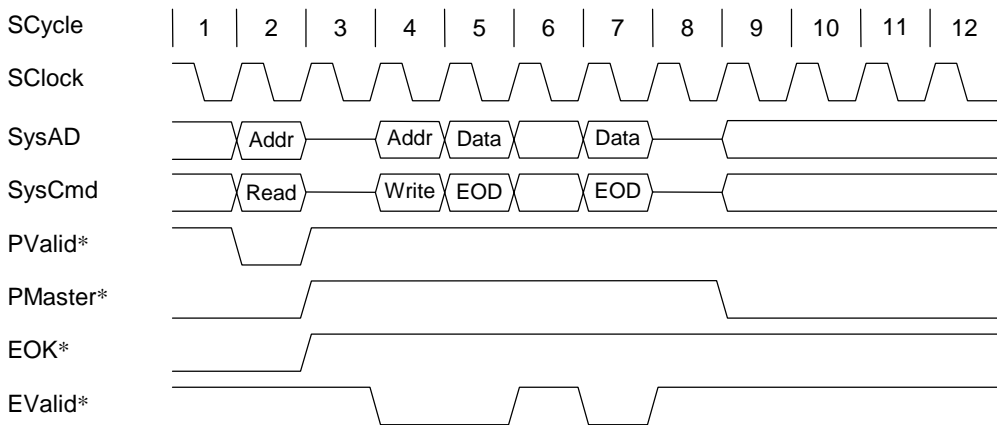 SCycle 1 2 3 4 5 6 7 8 9 10 11 12
SClock
SysAD Addr Addr Data Data
SysCmd Read Write EOD EOD
PValid*
PMaster*
EOK*
EValid*